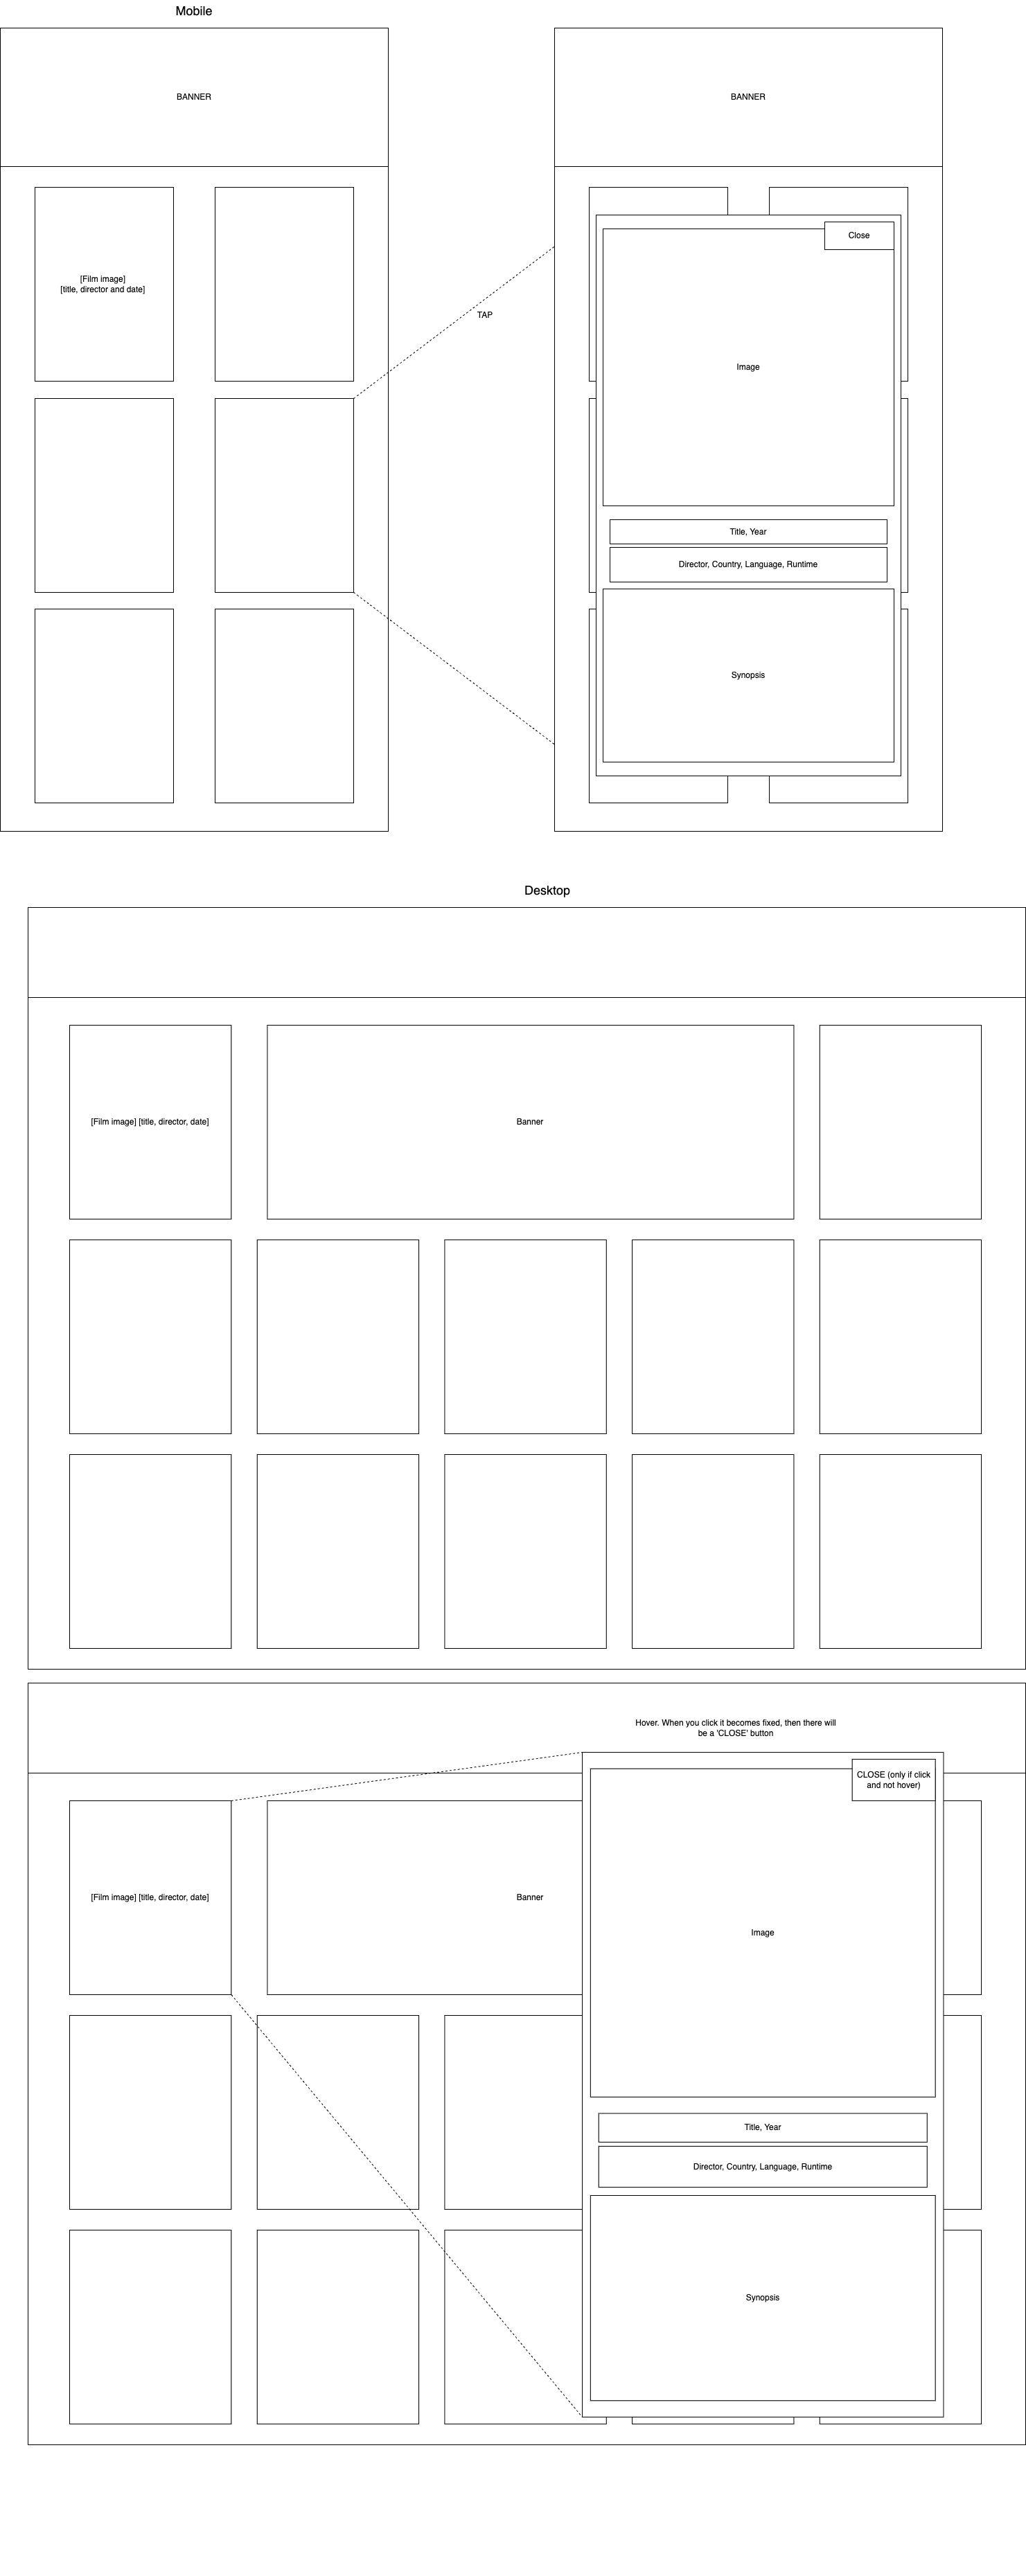 Mobile
BANNER
BANNER
Close
[Film image]
[title, director and date]
TAP
Image
Title, Year
Director, Country, Language, Runtime
Synopsis
Desktop
[Film image] [title, director, date]
Banner
Hover. When you click it becomes fixed, then there will
be a 'CLOSE' button
CLOSE (only if click
and not hover)
[Film image] [title, director, date]
Banner
Image
Title, Year
Director, Country, Language, Runtime
Synopsis